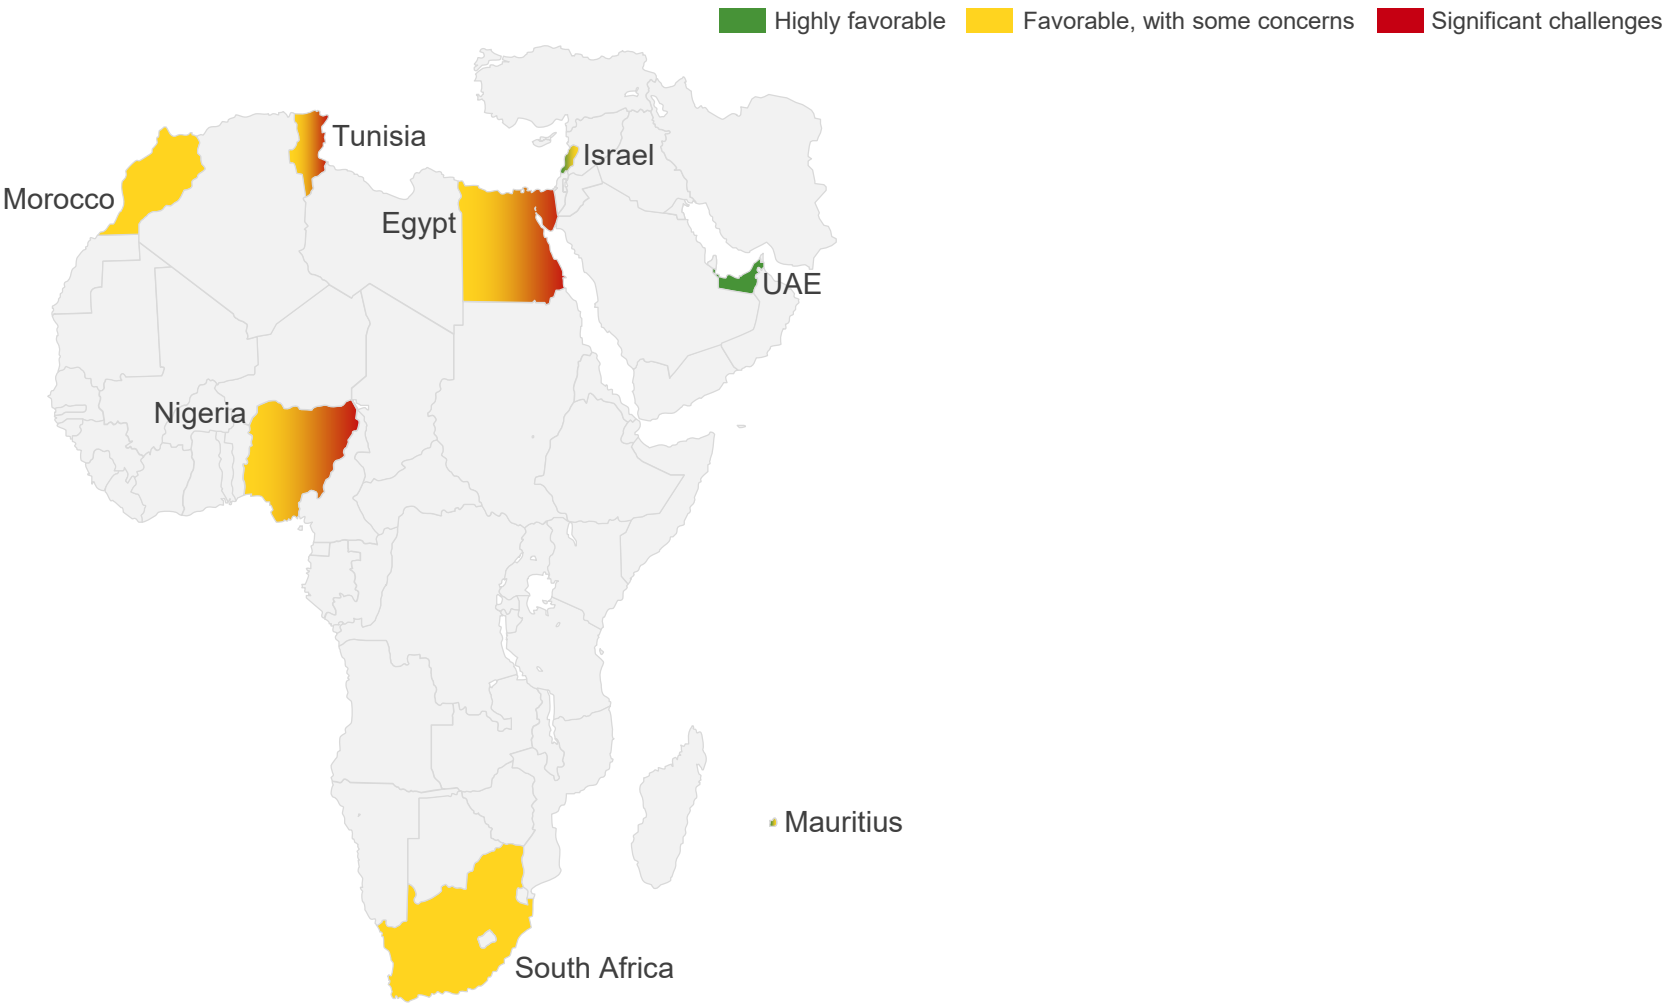 Highly favorable
Favorable, with some concerns
Significant challenges
Tunisia
Israel
Morocco
Egypt
UAE
Nigeria
Mauritius
South Africa